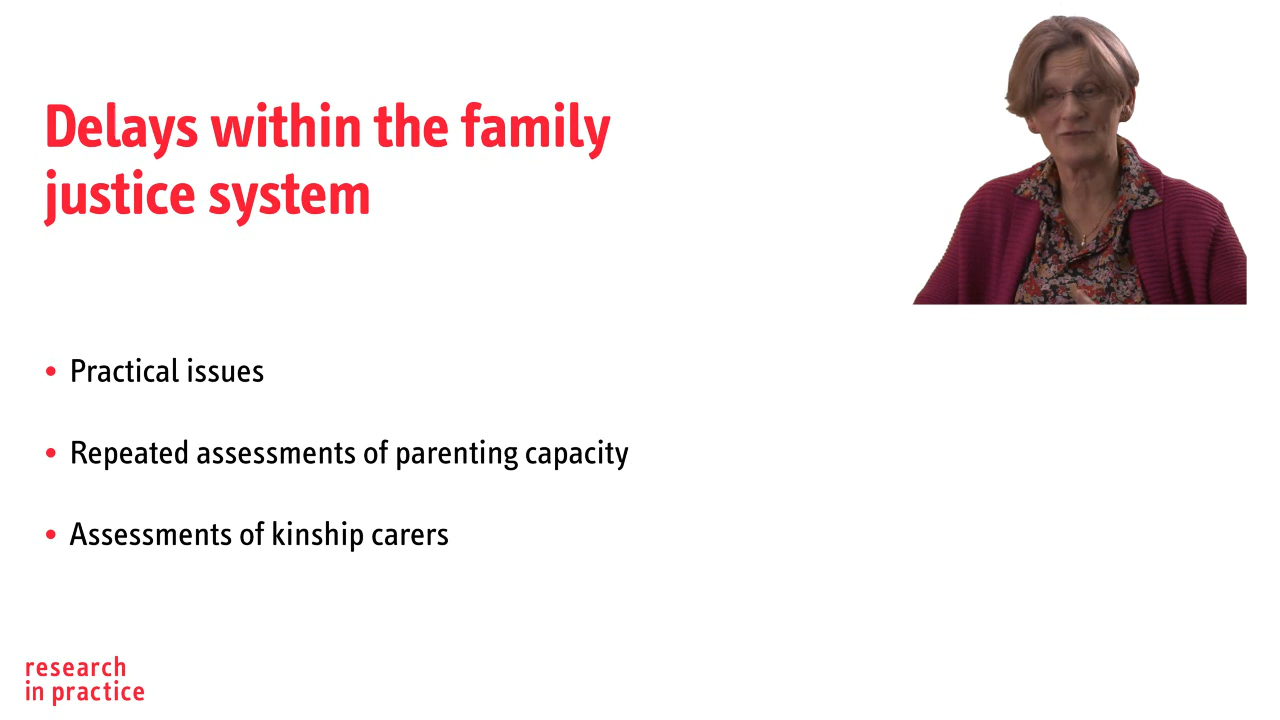 Delays within the family
justice system
• Practical issues
• Repeated assessments of parenting capacity
• Assessments of kinship carers
research
in practice